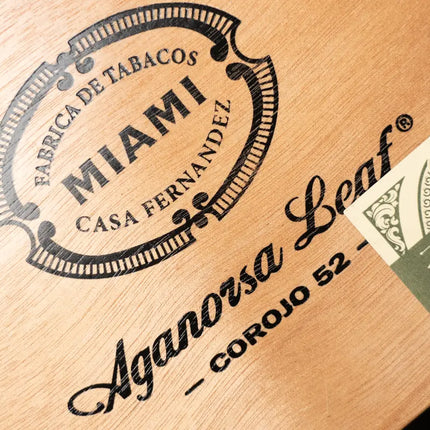 FABRICA DE TABACOS
MIAMI
CASA FERNANDEZ
Aganorsa Leaf®
— COROJO 52 —